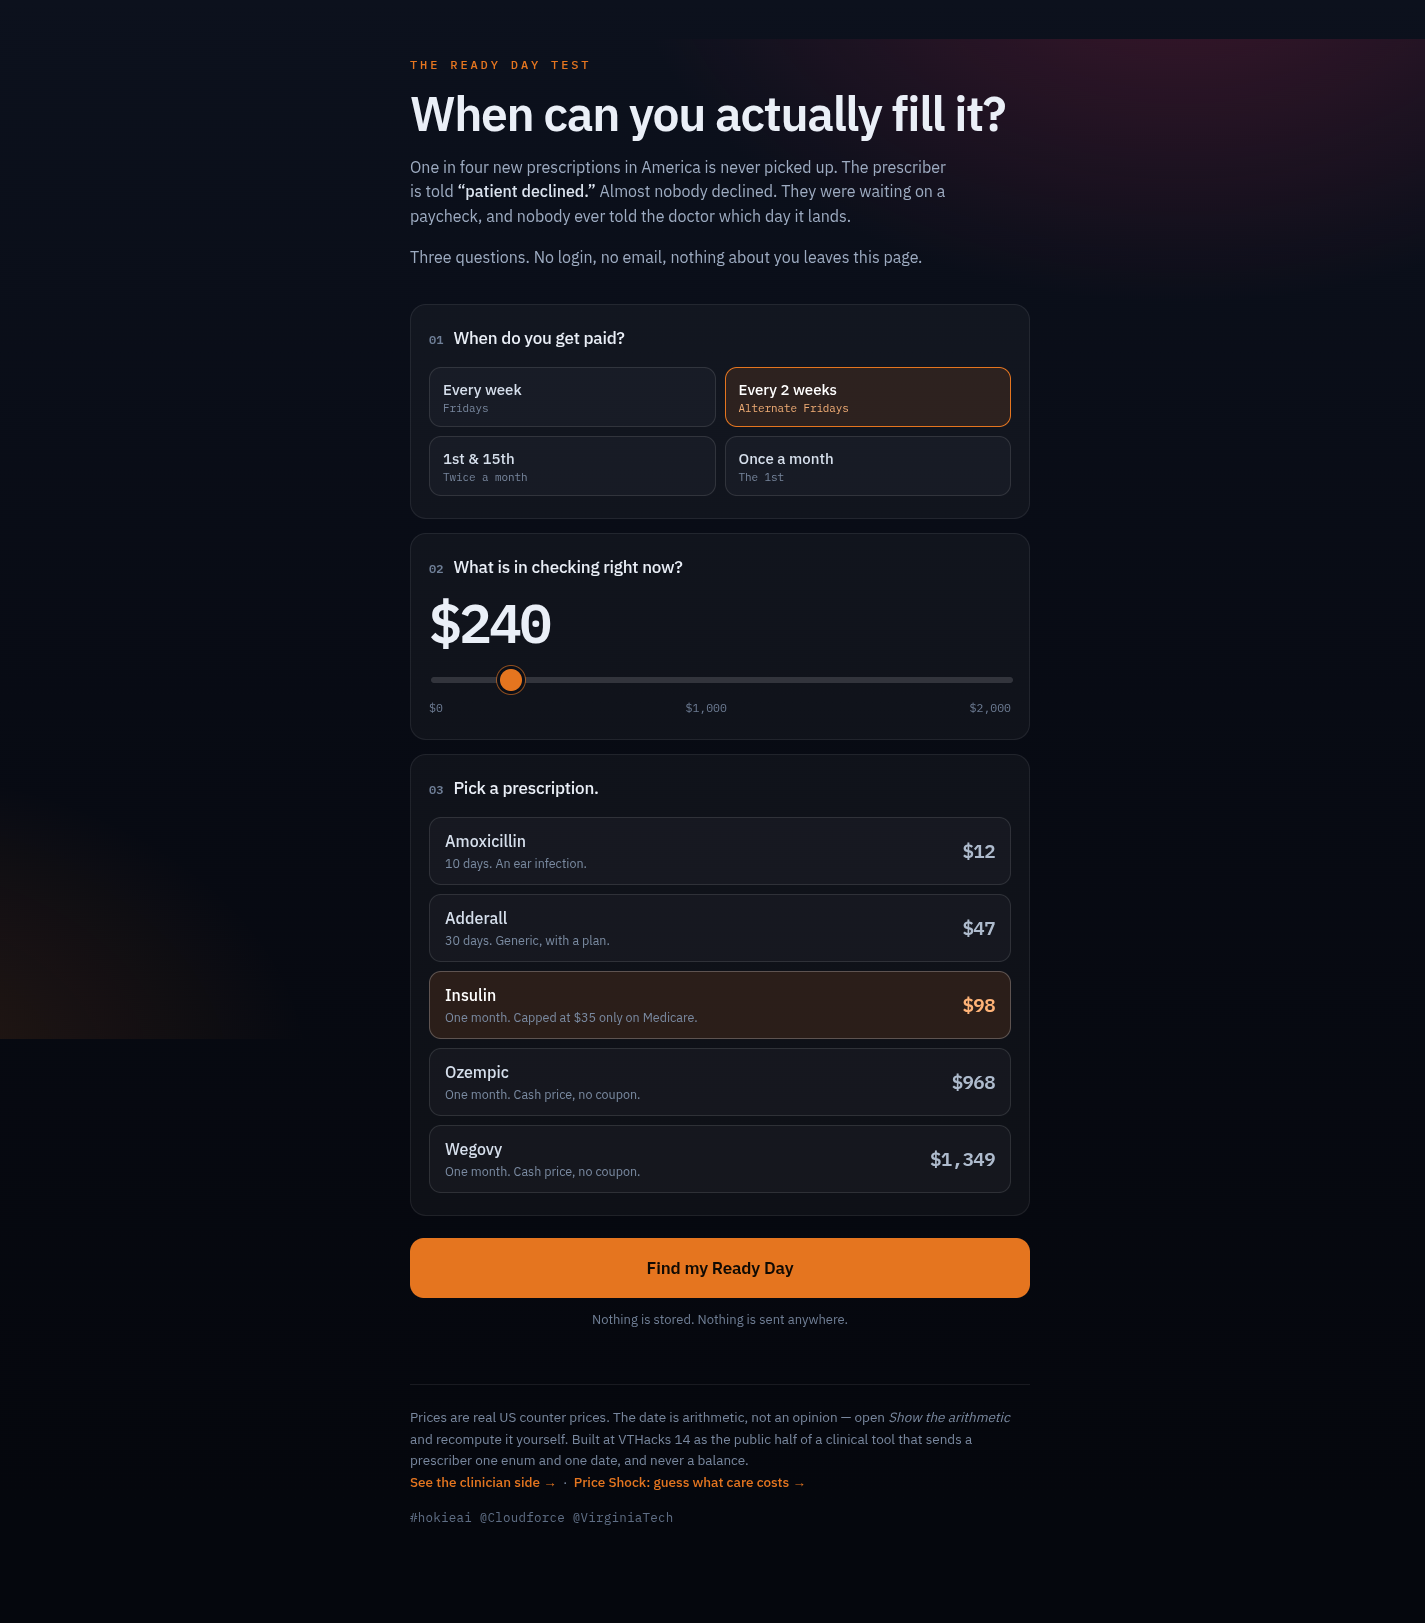 THE READY DAY TEST
When can you actually fill it?
One in four new prescriptions in America is never picked up. The prescriber
is told “patient declined.” Almost nobody declined. They were waiting on a
paycheck, and nobody ever told the doctor which day it lands.
Three questions. No login, no email, nothing about you leaves this page.
01 When do you get paid?
Every week
Fridays
Every 2 weeks
Alternate Fridays
1st & 15th
Twice a month
Once a month
The 1st
02 What is in checking right now?
$240
$0 $1,000 $2,000
03 Pick a prescription.
Amoxicillin
10 days. An ear infection.
$12
Adderall
30 days. Generic, with a plan.
$47
Insulin
One month. Capped at $35 only on Medicare.
$98
Ozempic
One month. Cash price, no coupon.
$968
Wegovy
One month. Cash price, no coupon.
$1,349
Find my Ready Day
Nothing is stored. Nothing is sent anywhere.
Prices are real US counter prices. The date is arithmetic, not an opinion — open Show the arithmetic
and recompute it yourself. Built at VTHacks 14 as the public half of a clinical tool that sends a
prescriber one enum and one date, and never a balance.
See the clinician side → · Price Shock: guess what care costs →
#hokieai @Cloudforce @VirginiaTech